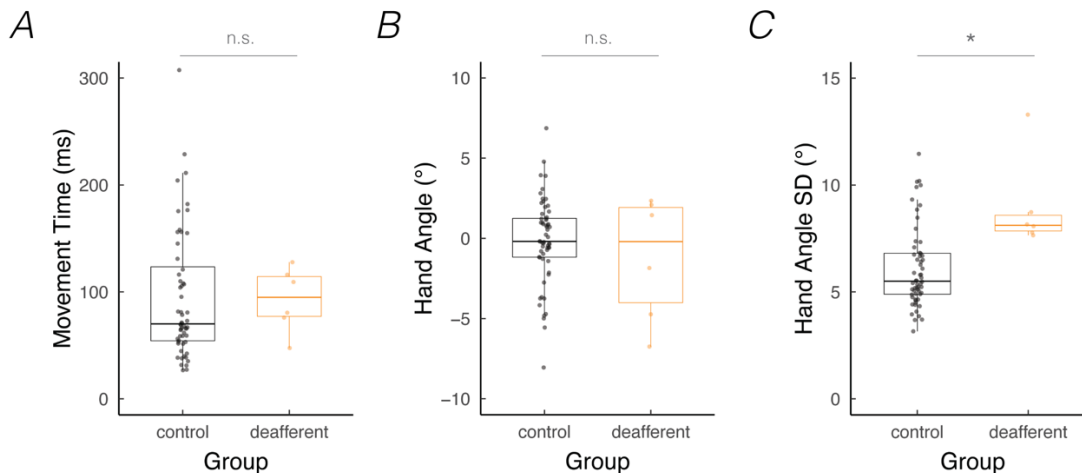 A
n.s.
Movement Time (ms)
300
200
100
0
control
deafferent
Group
B
n.s.
Hand Angle (°)
10
5
0
−5
−10
control
deafferent
Group
C
*
Hand Angle SD (°)
15
10
5
0
control
deafferent
Group